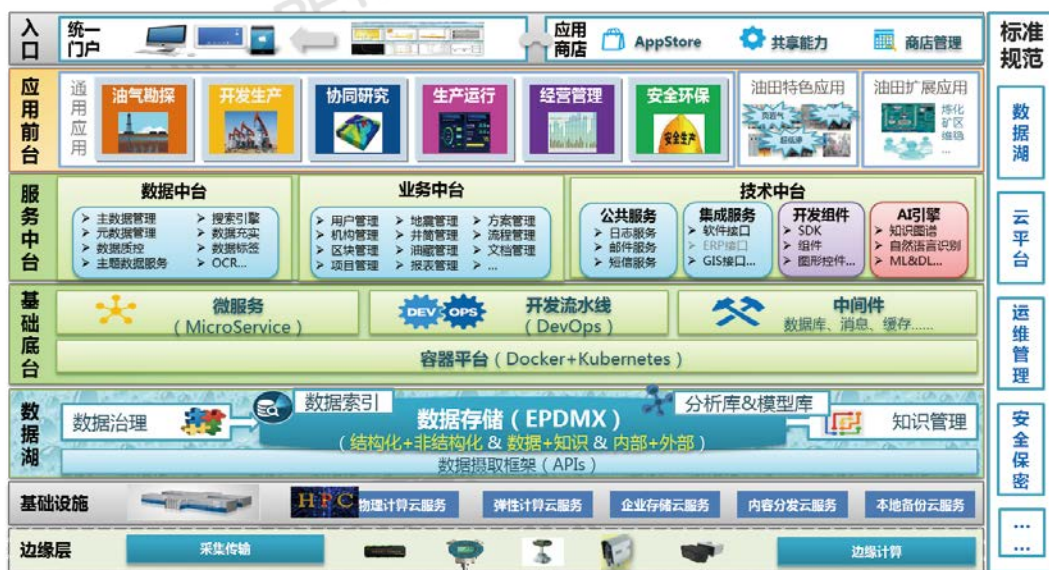 入口
统一门户
应用商店
AppStore
共享能力
商店管理
应用前台
通用应用
油气勘探
开发生产
协同研究
生产运行
经营管理
安全环保
安全生产
油田特色应用
页岩气
超低渗
油田扩展应用
炼化
矿区
维稳
...
服务中台
数据中台
➢ 主数据管理
➢ 元数据管理
➢ 数据质控
➢ 主题数据服务
➢ 搜索引擎
➢ 数据充实
➢ 数据标签
➢ OCR...
业务中台
➢ 用户管理
➢ 机构管理
➢ 区块管理
➢ 项目管理
➢ 地震管理
➢ 井筒管理
➢ 油藏管理
➢ 报表管理
➢ 方案管理
➢ 流程管理
➢ 文档管理
➢ ...
技术中台
公共服务
➢ 日志服务
➢ 邮件服务
➢ 短信服务
集成服务
➢ 软件接口
➢ ERP接口
➢ GIS接口...
开发组件
➢ SDK
➢ 组件
➢ 图形控件...
AI引擎
➢ 知识图谱
➢ 自然语言识别
➢ ML&DL...
基础底台
微服务
(MicroService)
DEV OPS
开发流水线
(DevOps)
中间件
数据库、消息、缓存......
容器平台(Docker+Kubernetes)
数据湖
数据治理
数据索引
数据存储(EPDMX)
(结构化+非结构化 & 数据+知识 & 内部+外部)
分析库&模型库
知识管理
数据摄取框架(APIs)
基础设施
HPC
物理计算云服务
弹性计算云服务
企业存储云服务
内容分发云服务
本地备份云服务
边缘层
采集传输
边缘计算
标准规范
数据湖
云平台
运维管理
安全保密
... ...